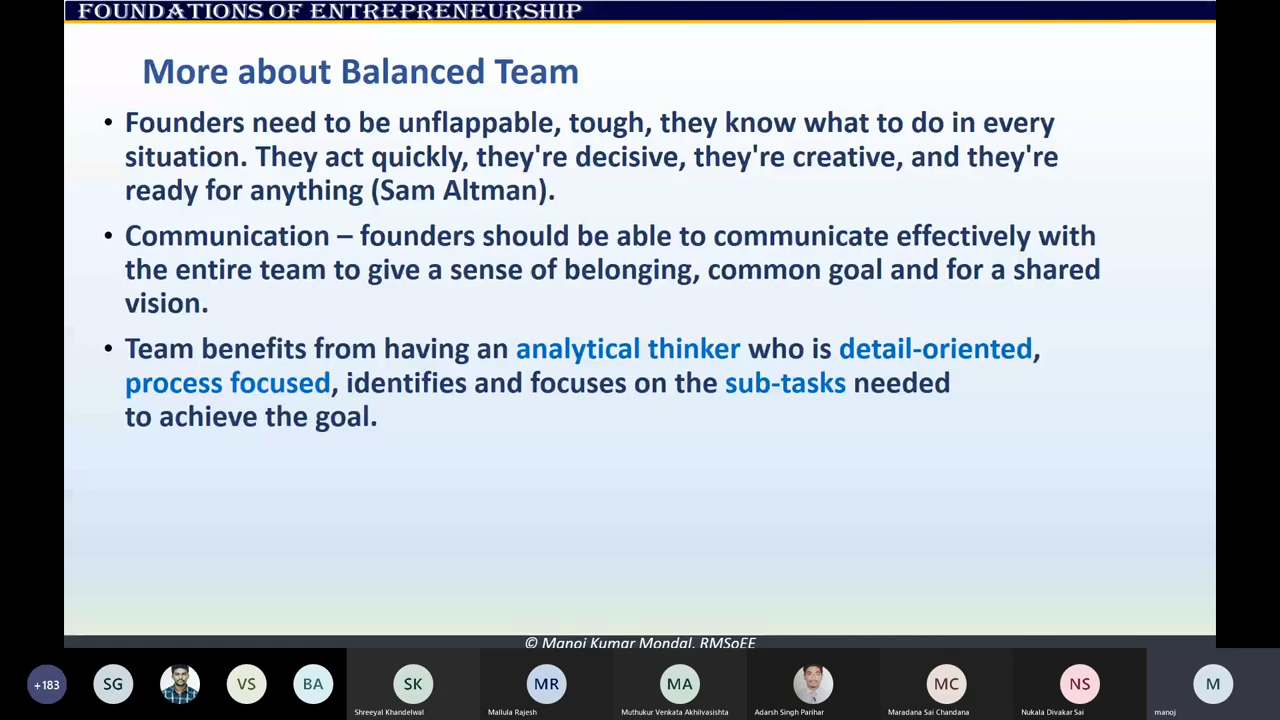 FOUNDATIONS OF ENTREPRENEURSHIP
More about Balanced Team
• Founders need to be unflappable, tough, they know what to do in every
situation. They act quickly, they're decisive, they're creative, and they're
ready for anything (Sam Altman).
• Communication – founders should be able to communicate effectively with
the entire team to give a sense of belonging, common goal and for a shared
vision.
• Team benefits from having an analytical thinker who is detail-oriented,
process focused, identifies and focuses on the sub-tasks needed
to achieve the goal.
© Manoj Kumar Mondal, RMSoEE
+183 SG VS BA SK MR MA MC NS M
Shreeyal Khandelwal Mallula Rajesh Muthukur Venkata Akhilvasishta Adarsh Singh Parihar Maradana Sai Chandana Nukala Divakar Sai manoj